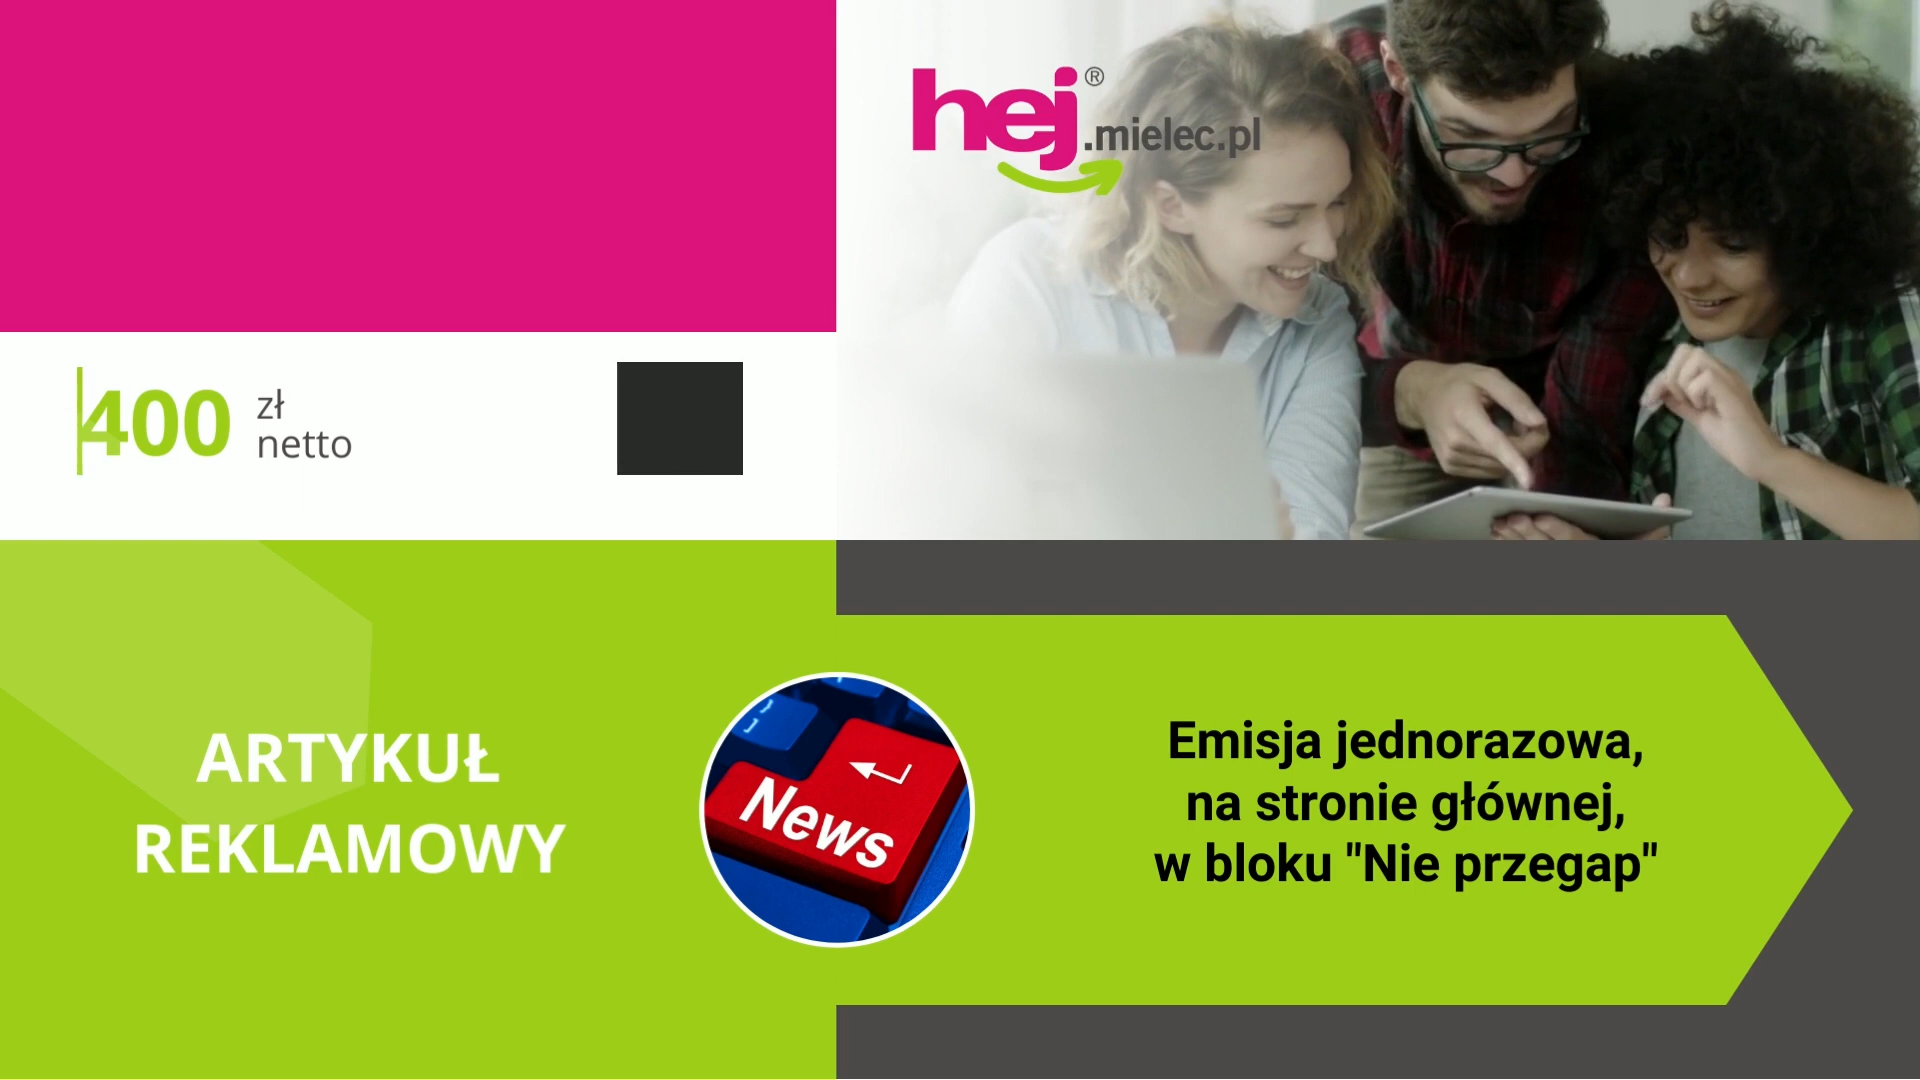 hej®.mielec.pl
400 zł
netto
ARTYKUŁ
REKLAMOWY
News
Emisja jednorazowa,
na stronie głównej,
w bloku "Nie przegap"